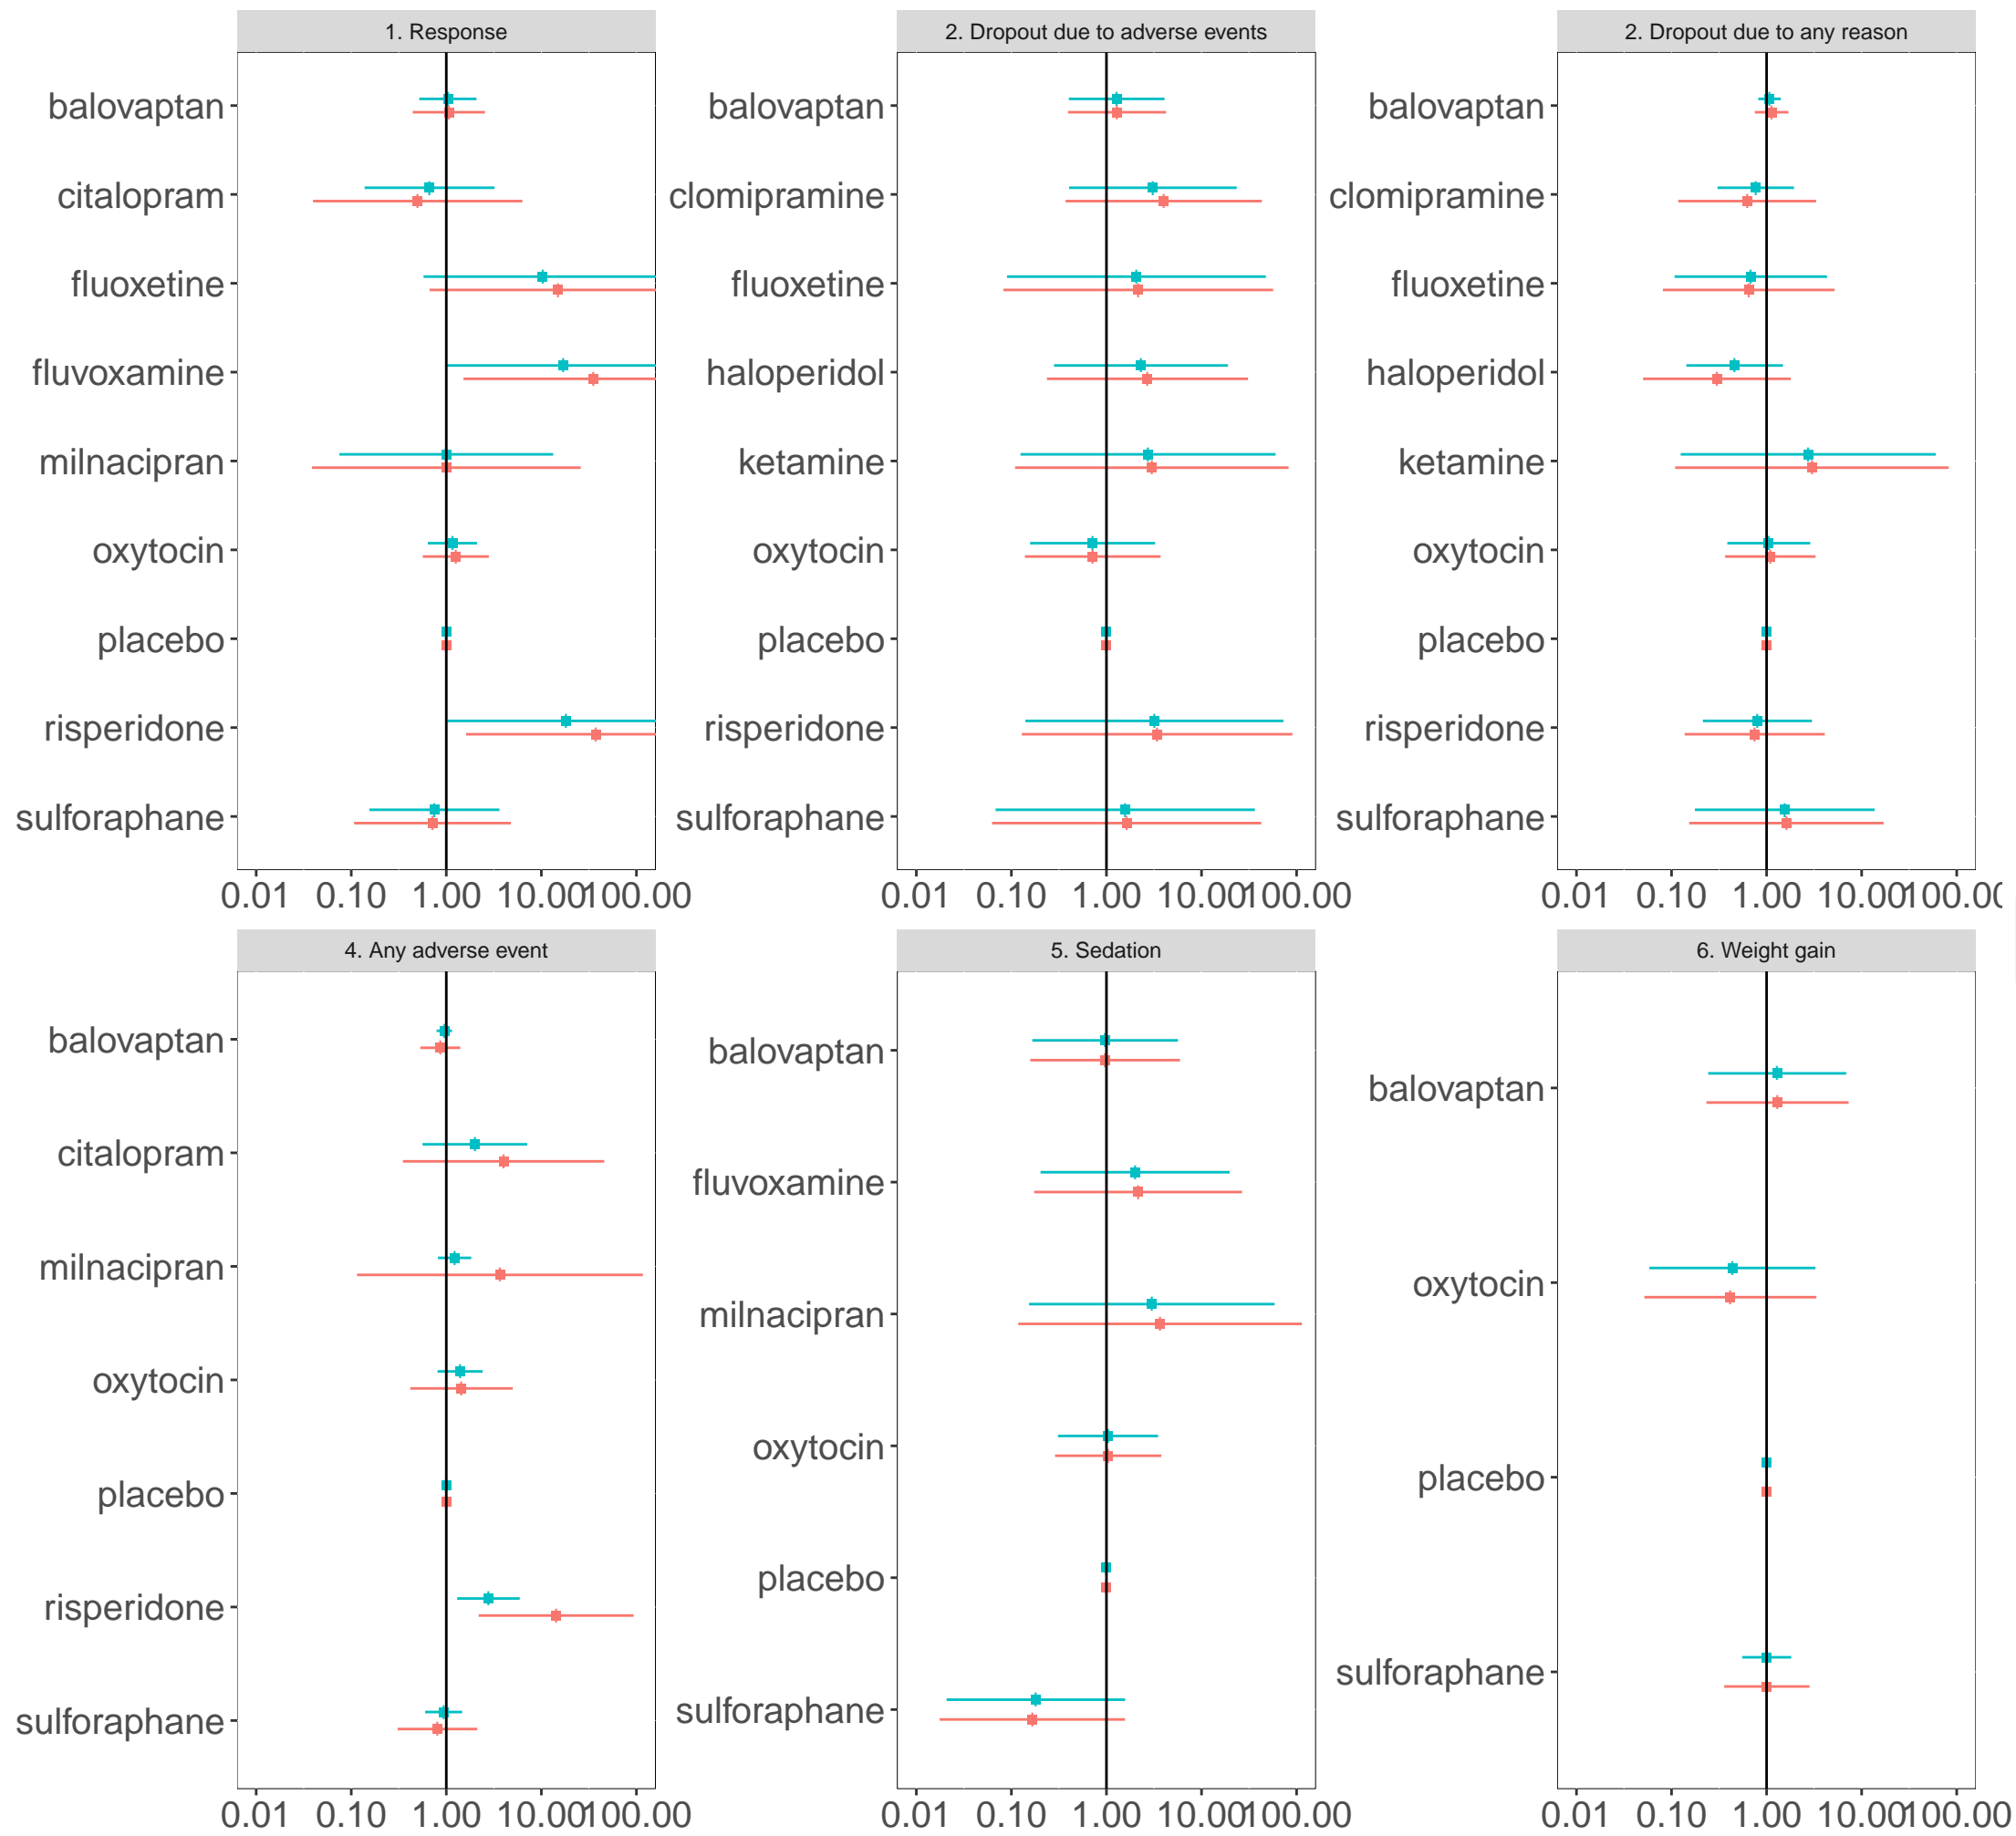 1. Response
balovaptan
citalopram
fluoxetine
fluvoxamine
milnacipran
oxytocin
placebo
risperidone
sulforaphane
0.01 0.10 1.00 10.00 100.00
2. Dropout due to adverse events
balovaptan
clomipramine
fluoxetine
haloperidol
ketamine
oxytocin
placebo
risperidone
sulforaphane
0.01 0.10 1.00 10.00 100.00
2. Dropout due to any reason
balovaptan
clomipramine
fluoxetine
haloperidol
ketamine
oxytocin
placebo
risperidone
sulforaphane
0.01 0.10 1.00 10.00 100.0
4. Any adverse event
balovaptan
citalopram
milnacipran
oxytocin
placebo
risperidone
sulforaphane
0.01 0.10 1.00 10.00 100.00
5. Sedation
balovaptan
fluvoxamine
milnacipran
oxytocin
placebo
sulforaphane
0.01 0.10 1.00 10.00 100.00
6. Weight gain
balovaptan
oxytocin
placebo
sulforaphane
0.01 0.10 1.00 10.00 100.00